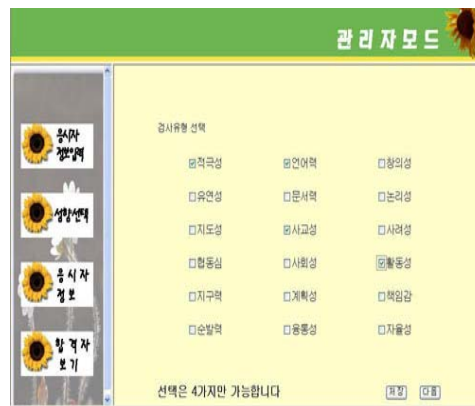 관리자모드
응시자
정보입력
성향선택
응시자
정보
합격자
보기
검사유형 선택
적극성 언어력 창의성
유연성 문서력 논리성
지도성 사교성 사려성
협동심 사회성 활동성
지구력 계획성 책임감
순발력 융통성 자율성
선택은 4가지만 가능합니다
저장 다음